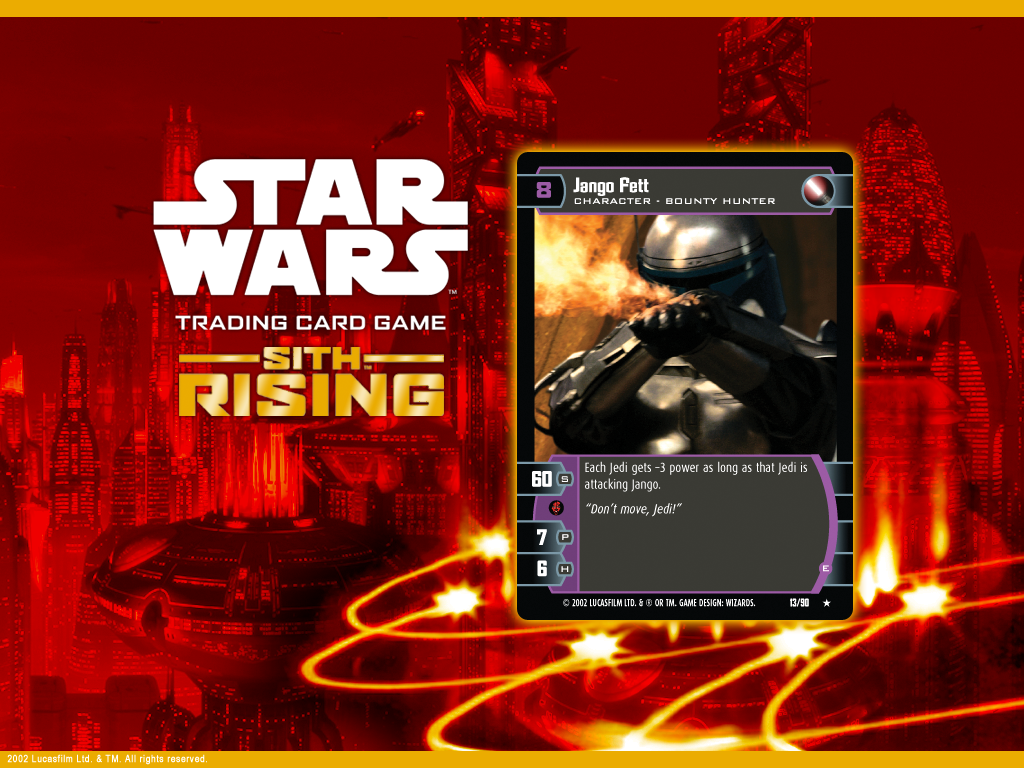 STAR
WARS
™
TRADING CARD GAME
SITH
™
RISING
8
Jango Fett
CHARACTER - BOUNTY HUNTER
60 S
7 P
6 H
Each Jedi gets -3 power as long as that Jedi is
attacking Jango.
"Don't move, Jedi!"
E
© 2002 LUCASFILM LTD. & ® OR TM. GAME DESIGN: WIZARDS. 13/90 ★
2002 Lucasfilm Ltd. & TM. All rights reserved.